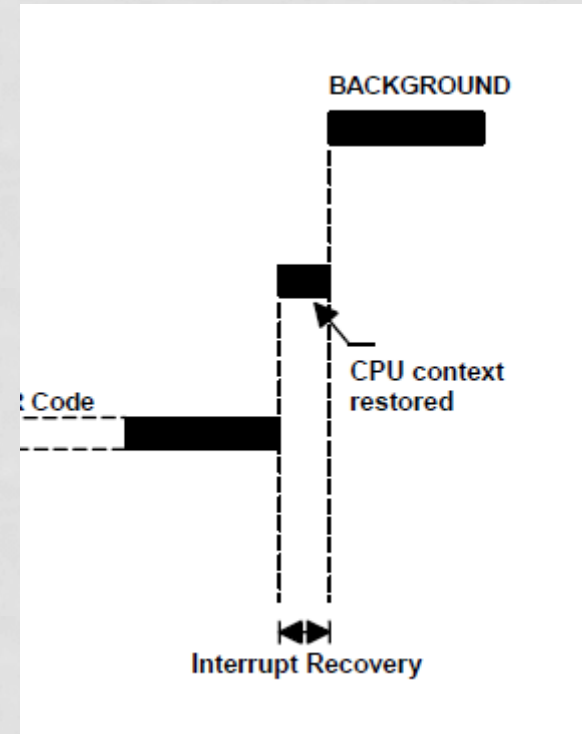 BACKGROUND
CPU context
restored
Code
Interrupt Recovery